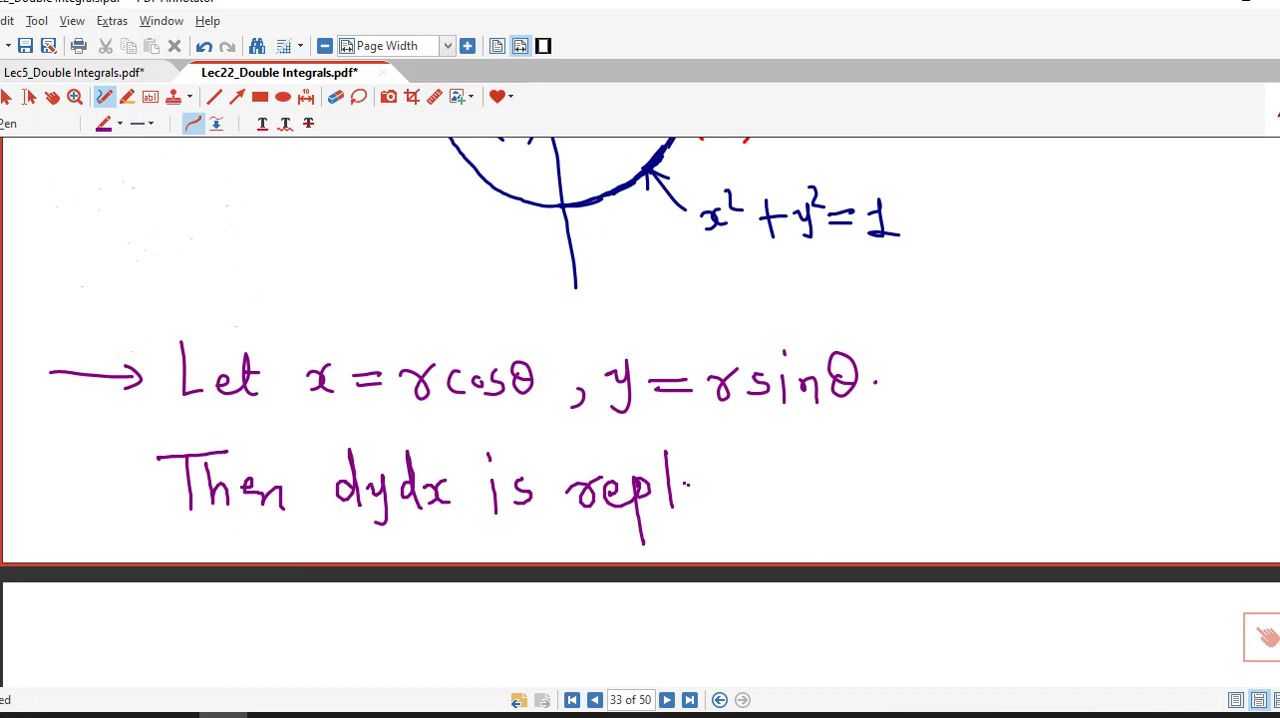 Tool View Extras Window Help
Page Width
Lec5_Double Integrals.pdf* Lec22_Double Integrals.pdf*
x² + y² = 1
→ Let x = r cosθ , y = r sinθ.
Then dydx is repl
33 of 50